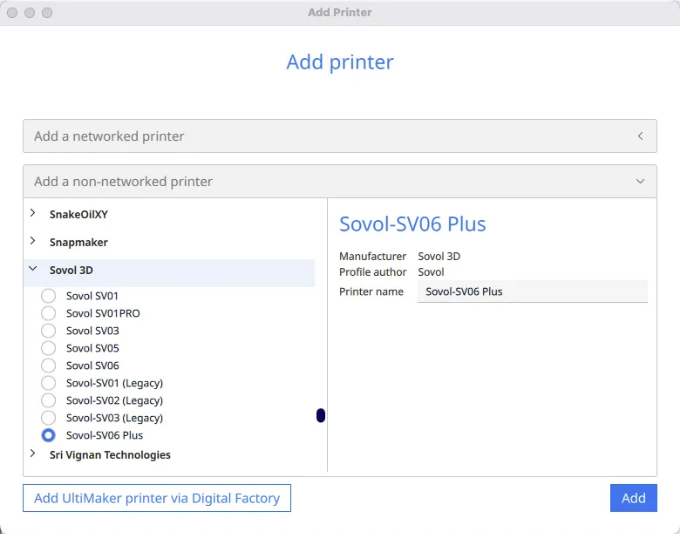 Add Printer
Add printer
Add a networked printer
Add a non-networked printer
SnakeOilXY
Snapmaker
Sovol 3D
Sovol SV01
Sovol SV01PRO
Sovol SV03
Sovol SV05
Sovol SV06
Sovol-SV01 (Legacy)
Sovol-SV02 (Legacy)
Sovol-SV03 (Legacy)
Sovol-SV06 Plus
Sri Vignan Technologies
Sovol-SV06 Plus
Manufacturer Sovol 3D
Profile author Sovol
Printer name Sovol-SV06 Plus
Add UltiMaker printer via Digital Factory
Add